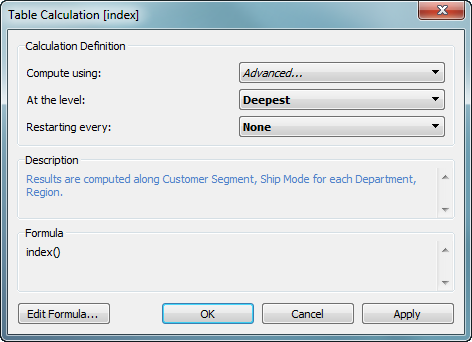 Table Calculation [index]
Calculation Definition
Compute using: Advanced...
At the level: Deepest
Restarting every: None
Description
Results are computed along Customer Segment, Ship Mode for each Department,
Region.
Formula
index()
Edit Formula... OK Cancel Apply